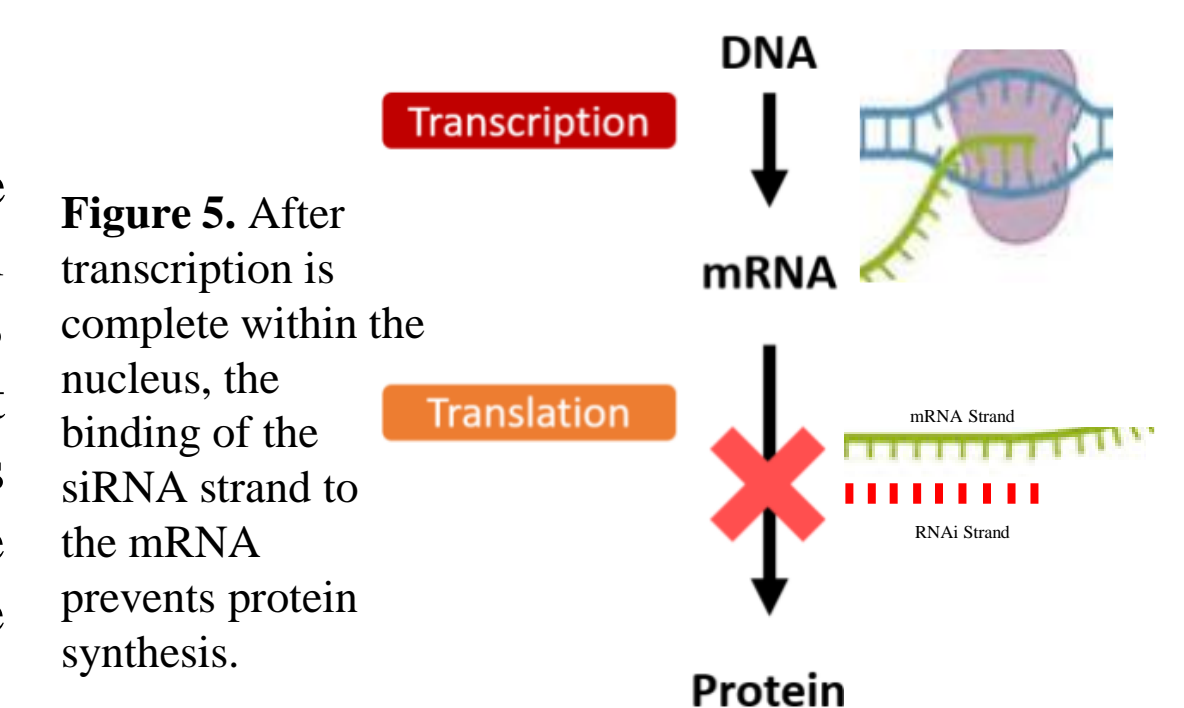 Figure 5. After
transcription is
complete within the
nucleus, the
binding of the
siRNA strand to
the mRNA
prevents protein
synthesis.
DNA
Transcription
mRNA
Translation
mRNA Strand
RNAi Strand
Protein